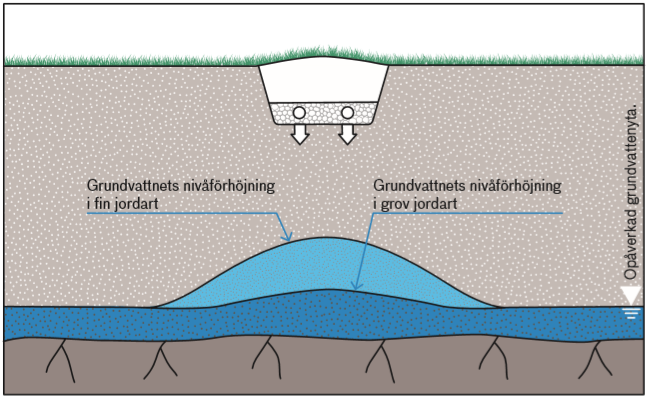 Grundvattnets nivåförhöjning
i fin jordart
Grundvattnets nivåförhöjning
i grov jordart
Opåverkad grundvattenyta.